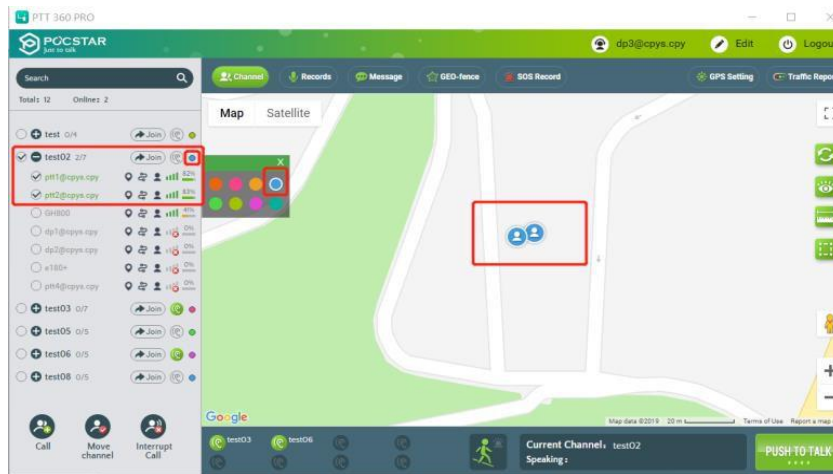 PTT 360 PRO
POCSTAR
Just to talk
dp3@cpys.cpy
Edit
Logou
Search
Channel
Records
Message
GEO-fence
SOS Record
GPS Setting
Traffic Repor
Total: 12 Online: 2
Map Satellite
test 0/4 Join
test02 2/7 Join
ptt1@cpys.cpy 82%
ptt2@cpys.cpy 83%
GH800 41%
dp1@cpys.cpy 0%
dp2@cpys.cpy 0%
e180+ 0%
ptt4@cpys.cpy 0%
test03 0/7 Join
test05 0/5 Join
test06 0/5 Join
test08 0/5 Join
X
Google
Map data ©2019 20 m Terms of Use Report a map
Call
Move channel
Interrupt Call
test03
test06
Current Channel: test02
Speaking:
PUSH TO TALK